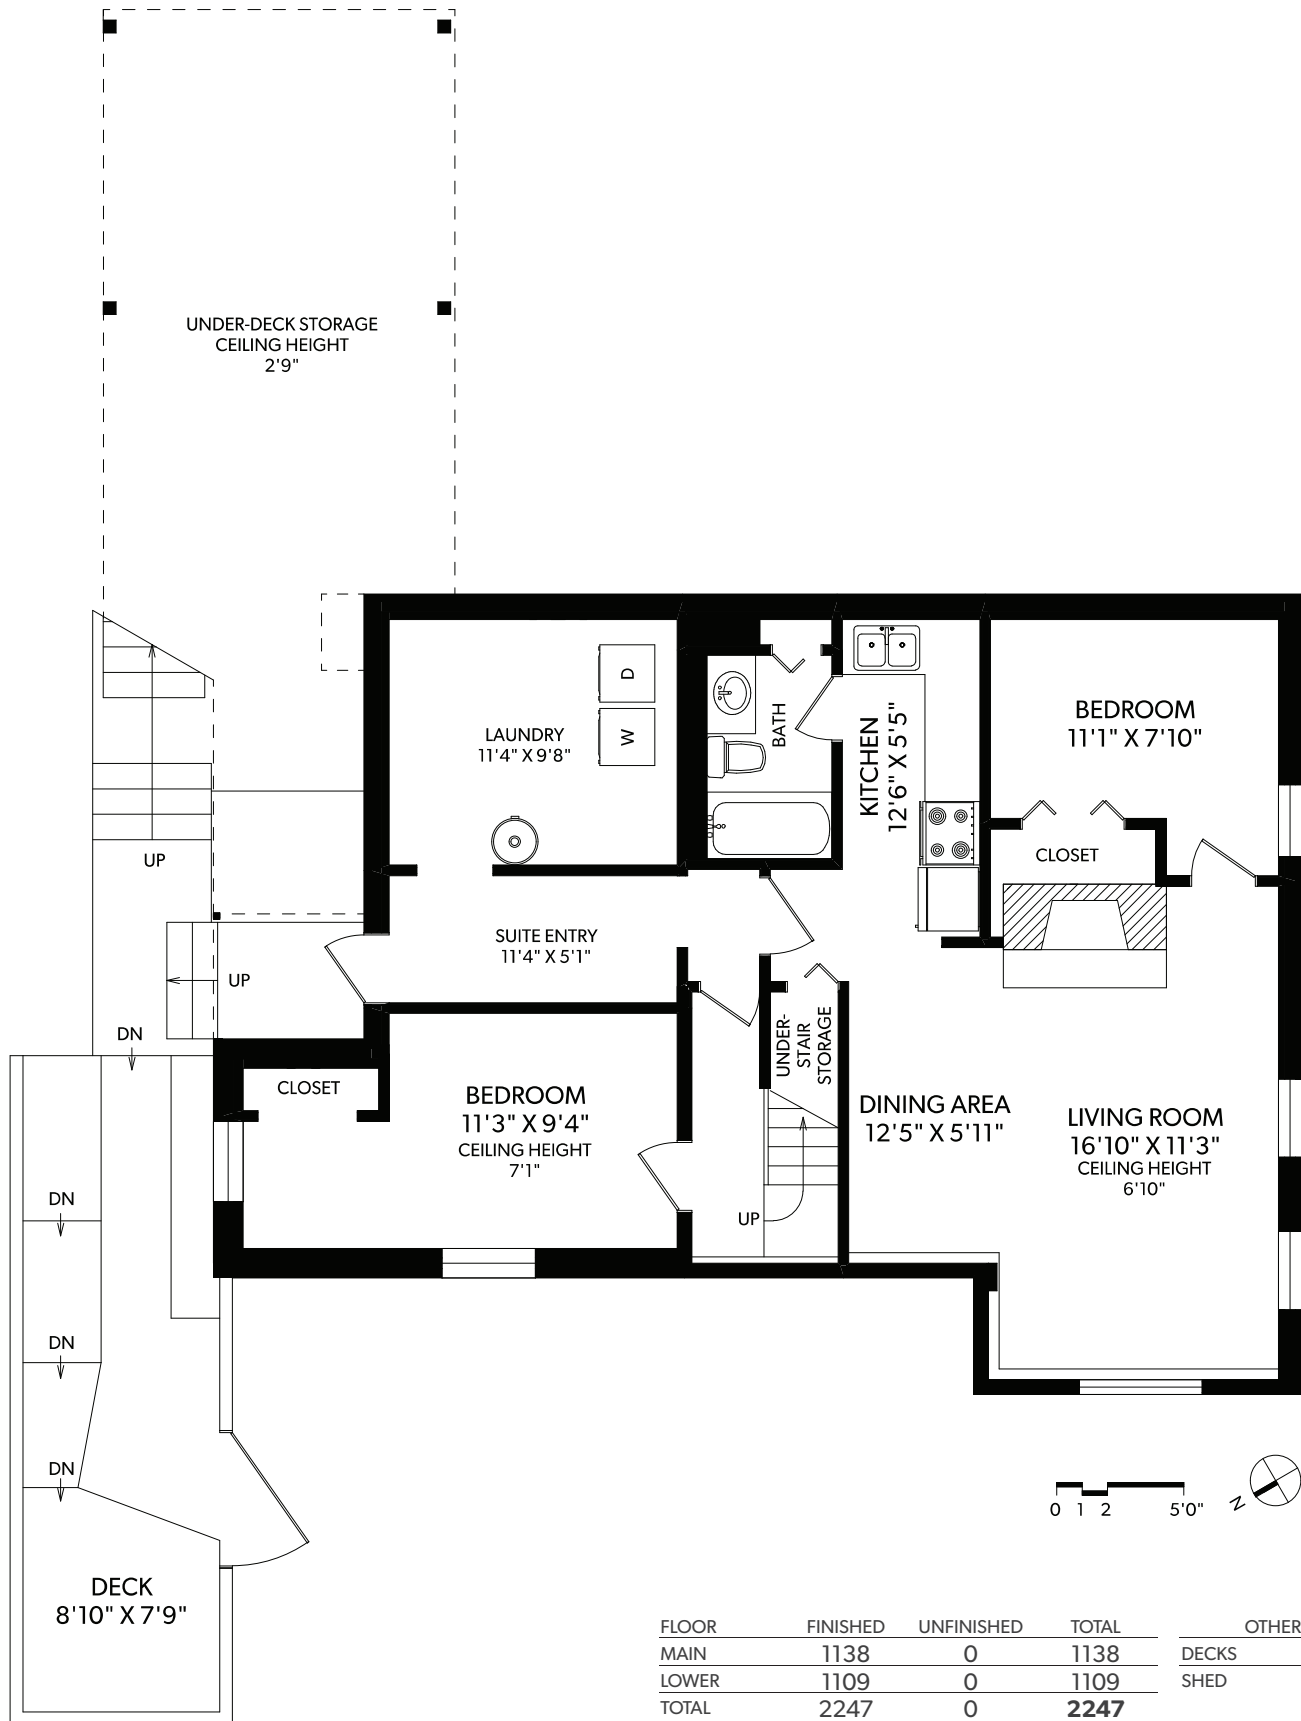 UNDER-DECK STORAGE
CEILING HEIGHT
2'9"
D
W
LAUNDRY
11'4" X 9'8"
BATH
KITCHEN
12'6" X 5'5"
BEDROOM
11'1" X 7'10"
CLOSET
UP
SUITE ENTRY
11'4" X 5'1"
UP
DN
UNDER-
STAIR
STORAGE
CLOSET
BEDROOM
11'3" X 9'4"
CEILING HEIGHT
7'1"
DINING AREA
12'5" X 5'11"
LIVING ROOM
16'10" X 11'3"
CEILING HEIGHT
6'10"
DN
UP
DN
DN
0 1 2 5'0"
N
DECK
8'10" X 7'9"
FLOOR FINISHED UNFINISHED TOTAL OTHER
MAIN 1138 0 1138 DECKS
LOWER 1109 0 1109 SHED
TOTAL 2247 0 2247